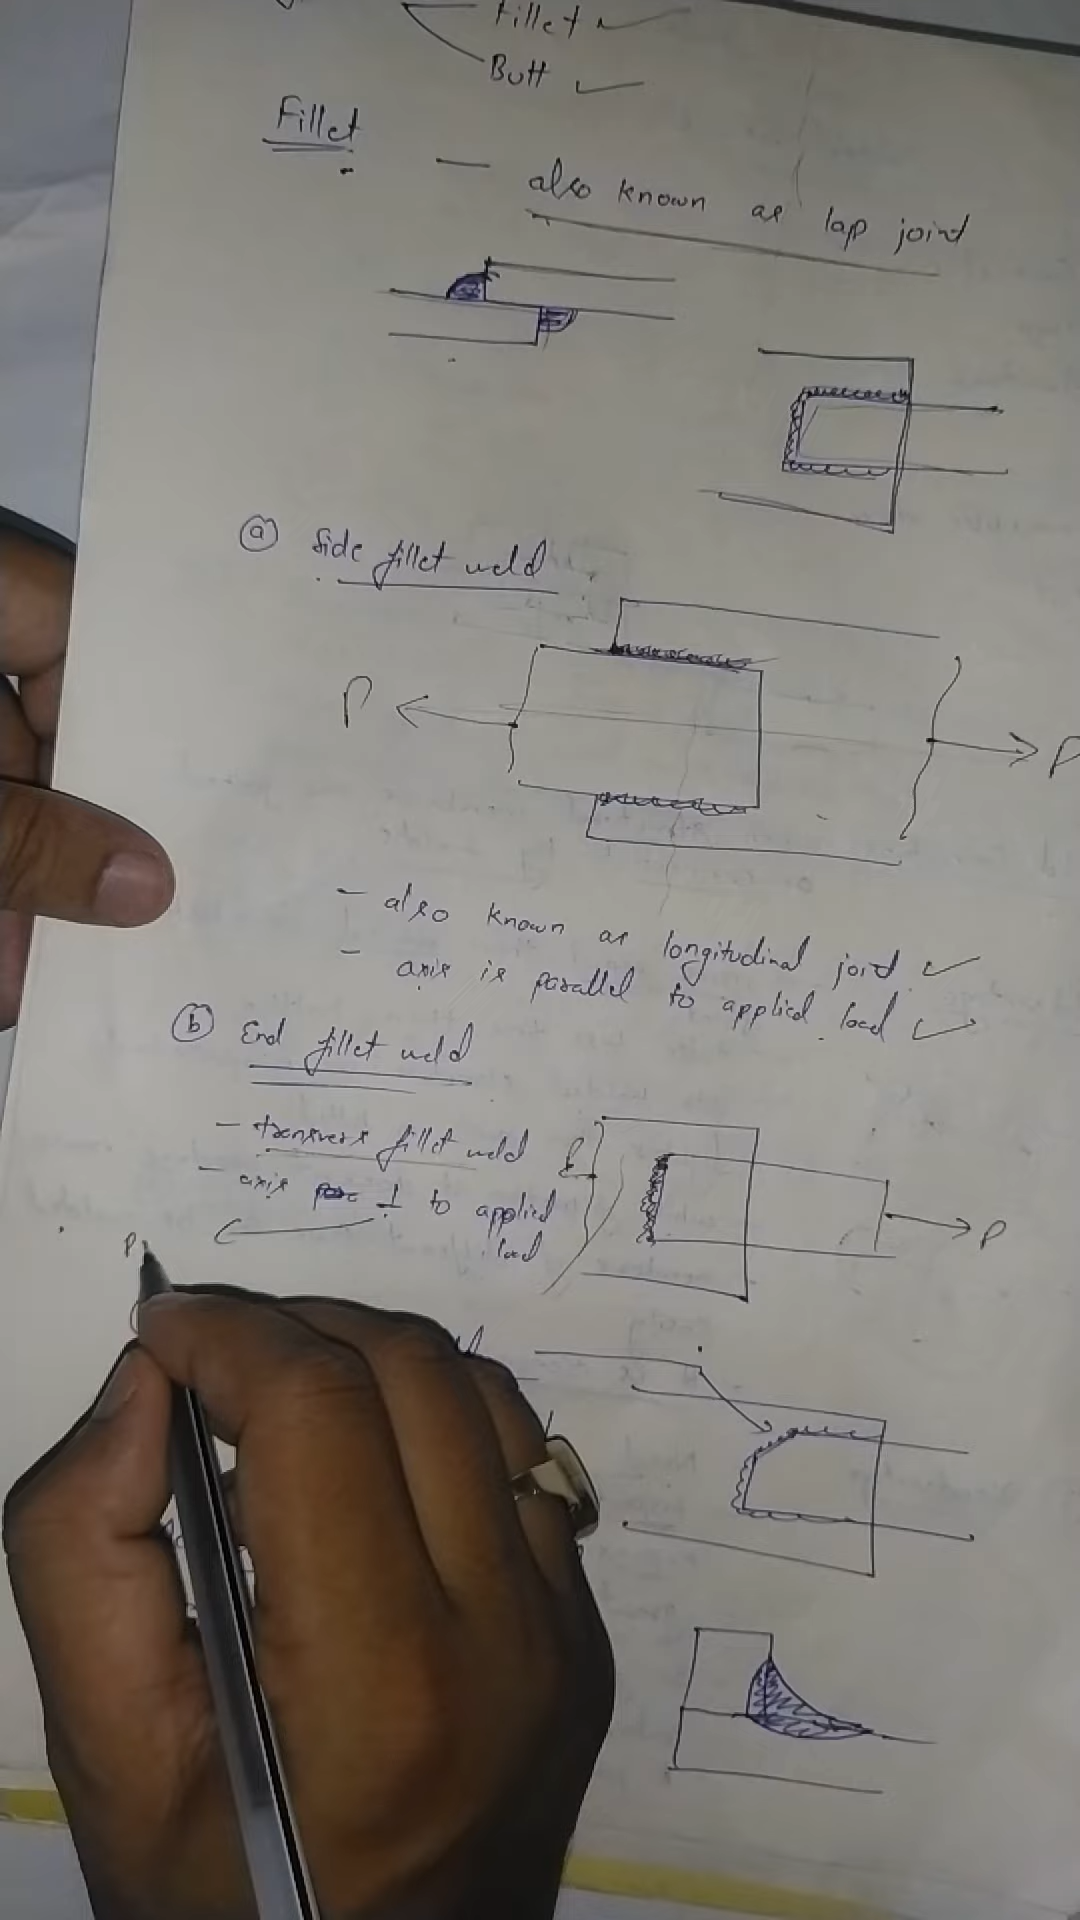 Fillet
Butt
Fillet
— also known as lap joint
(a) Side fillet weld
P
P
- also known as longitudinal joint
- axis is parallel to applied load
(b) End fillet weld
- transvers fillet weld
- axis ⊥ to applied load
P
P